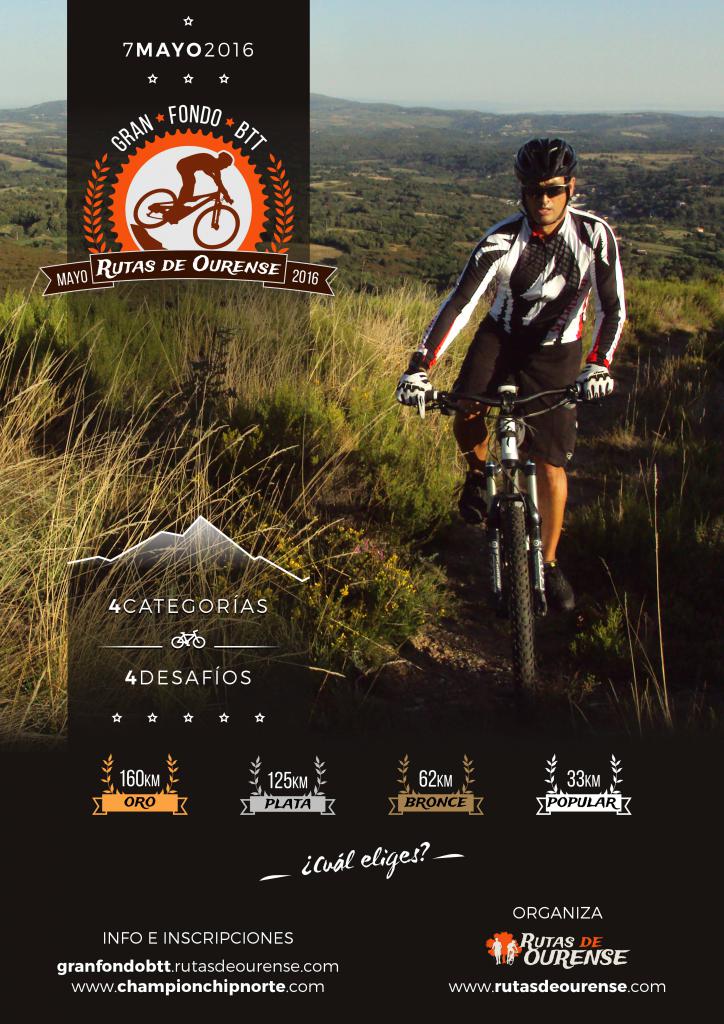 7MAYO2016
GRAN FONDO BTT
MAYO RUTAS DE OURENSE 2016
4CATEGORÍAS
4DESAFÍOS
160KM
ORO
125KM
PLATA
62KM
BRONCE
33KM
POPULAR
¿Cuál eliges?
INFO E INSCRIPCIONES
granfondobtt.rutasdeourense.com
www.championchipnorte.com
ORGANIZA
RUTAS DE
OURENSE
www.rutasdeourense.com